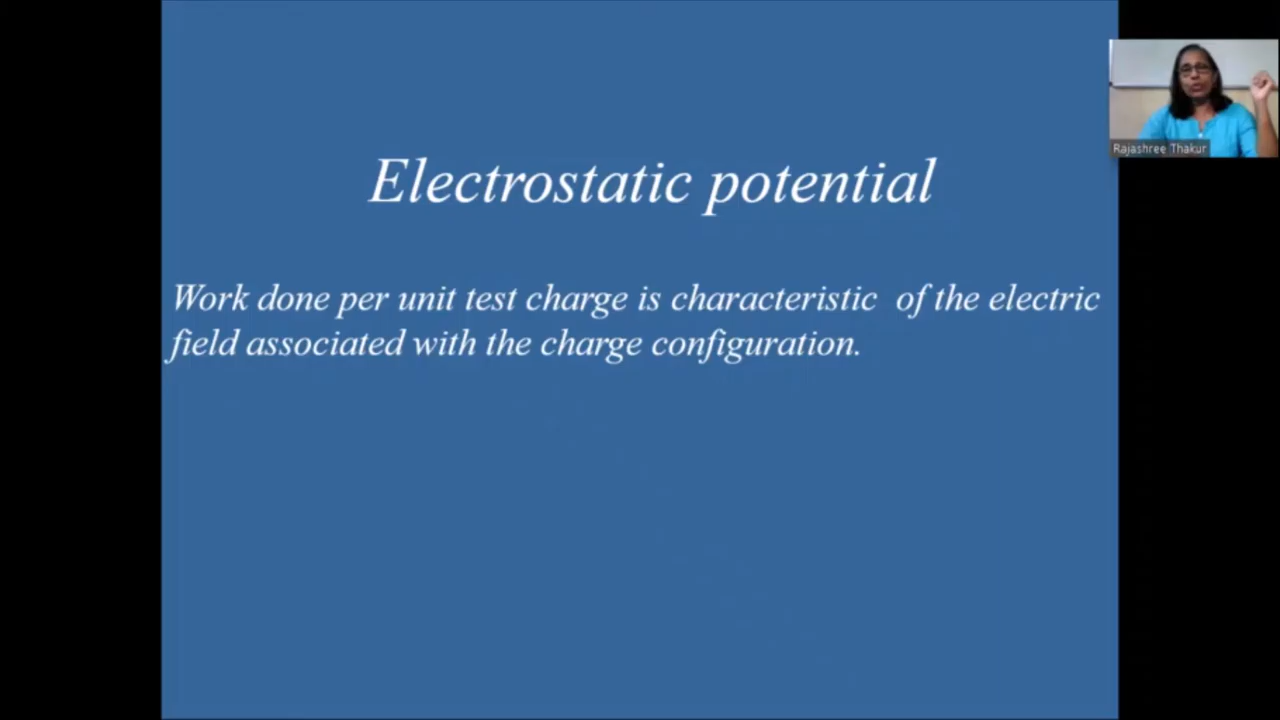 Electrostatic potential
Work done per unit test charge is characteristic of the electric
field associated with the charge configuration.
Rajashree Thakur